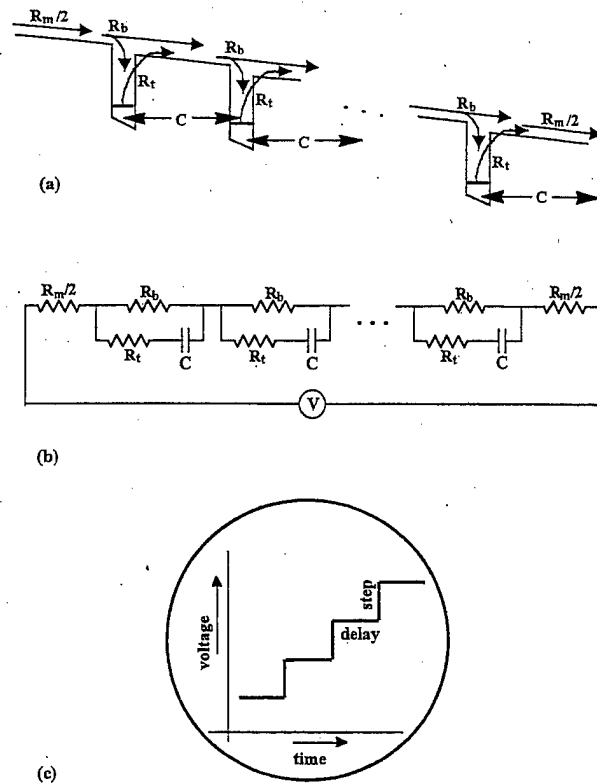 Rm/2 Rb Rb
Rt Rt
C C
... Rb Rm/2
Rt
C
(a)
Rm/2 Rb Rb ... Rb Rm/2
Rt C Rt C Rt C
V
(b)
voltage
step
delay
time
(c)